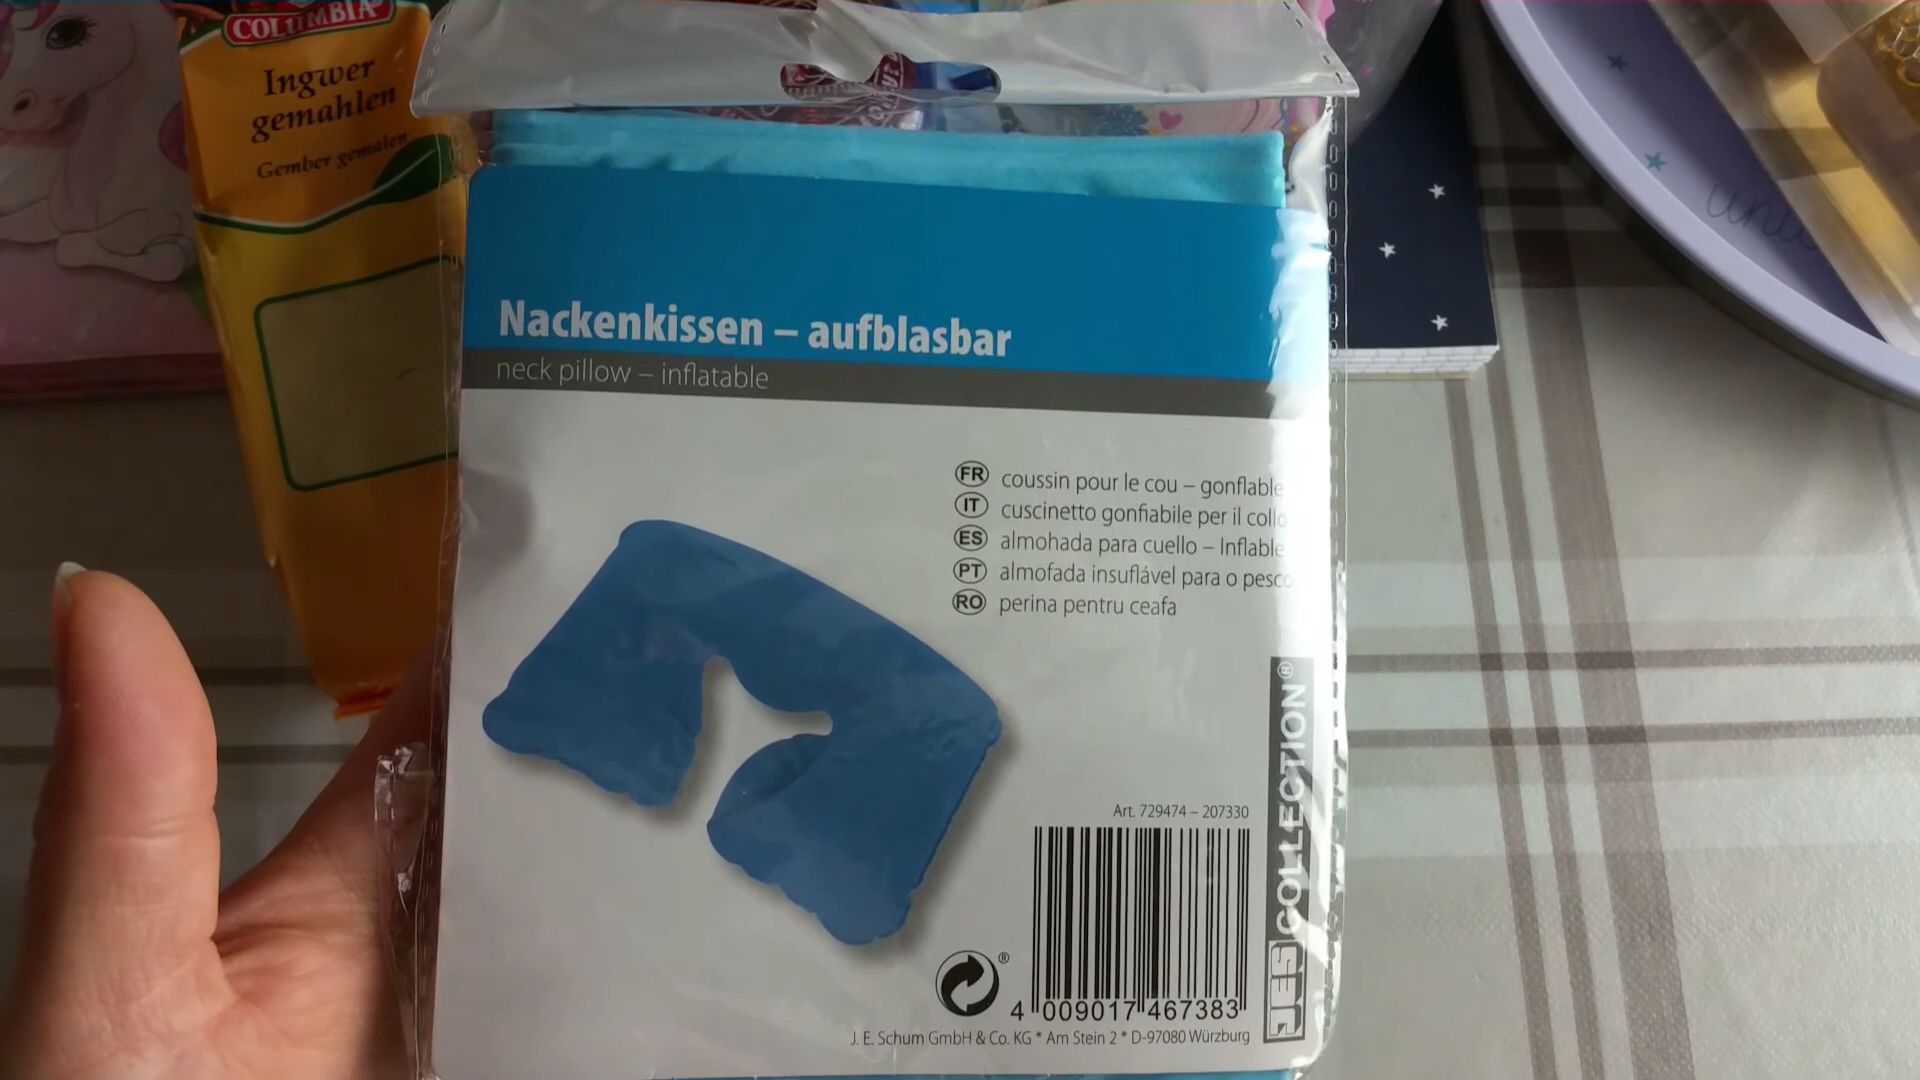 COLUMBIA
Ingwer
gemahlen
Gember gemalen
Nackenkissen – aufblasbar
neck pillow – inflatable
FR coussin pour le cou – gonflable
IT cuscinetto gonfiabile per il collo
ES almohada para cuello – Inflable
PT almofada insuflável para o pesco
RO perina pentru ceafa
Art. 729474 – 207330
4 009017 467383
J. E. Schum GmbH & Co. KG * Am Stein 2 * D-97080 Würzburg
JES COLLECTION®